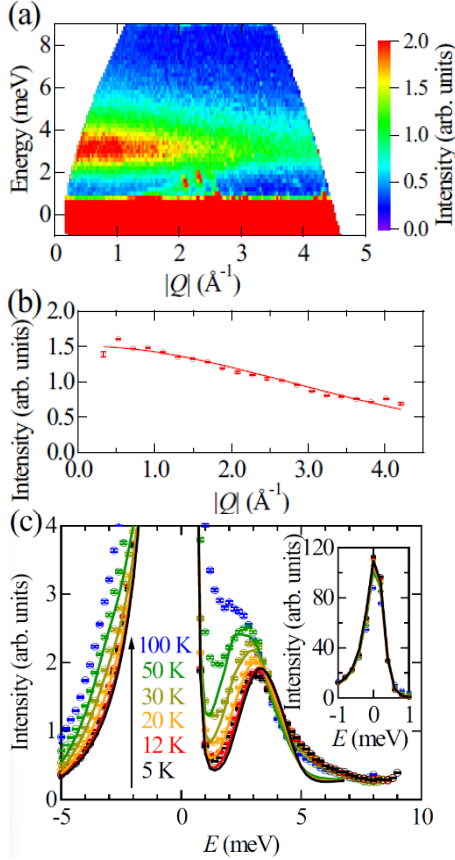 (a)
Energy (meV)
8
6
4
2
0
0 1 2 3 4 5
|Q| (Å⁻¹)
2.0
1.5
1.0
0.5
0.0
Intensity (arb. units)
(b)
Intensity (arb. units)
2.0
1.5
1.0
0.5
0.0
0.0 1.0 2.0 3.0 4.0
|Q| (Å⁻¹)
(c)
Intensity (arb. units)
4
3
2
1
-5 0 5 10
E (meV)
100 K
50 K
30 K
20 K
12 K
5 K
Intensity (arb. units)
120
80
40
0
-1 0 1
E (meV)